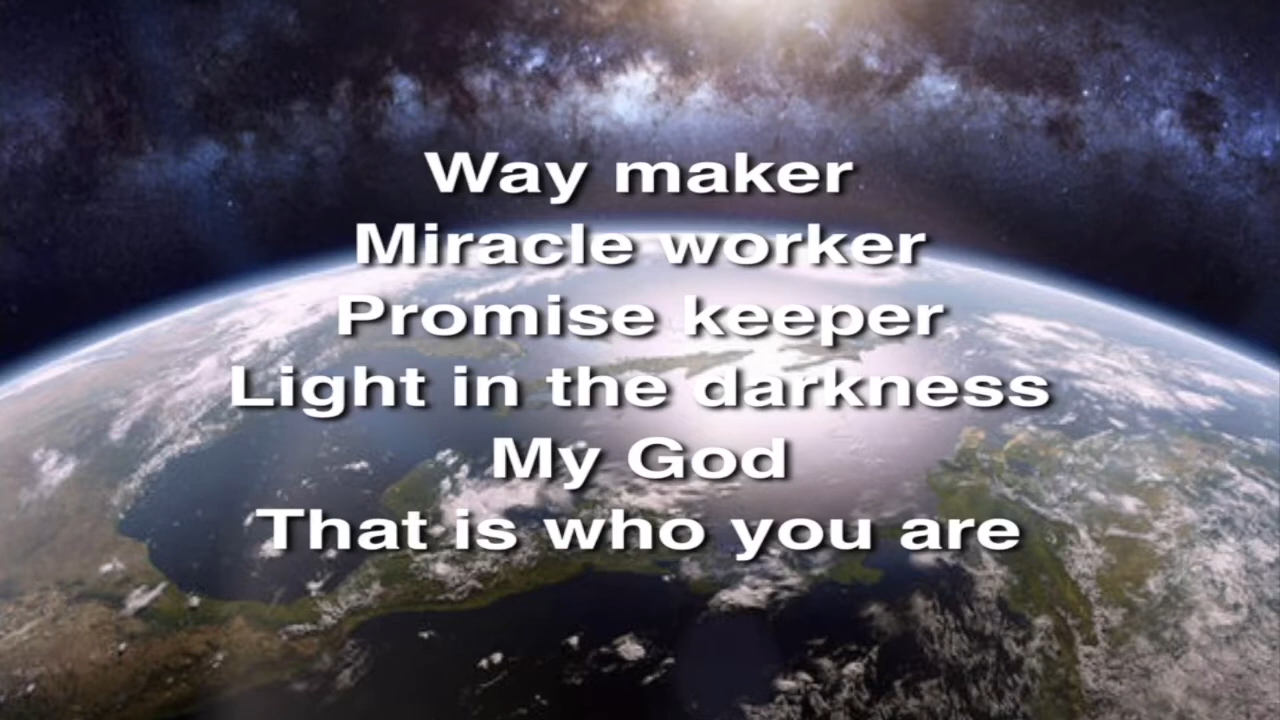 Way maker
Miracle worker
Promise keeper
Light in the darkness
My God
That is who you are